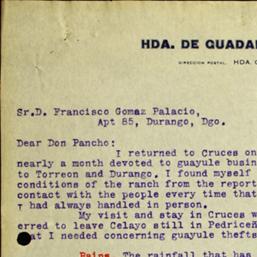 HDA. DE GUADA
DIRECCION POSTAL. HDA.
Sr.D. Francisco Gomaz Palacio,
Apt 85, Durango, Dgo.
Dear Don Pancho:
I returned to Cruces on
nearly a month devoted to guayule busin
to Torreon and Durango. I found myself
conditions of the ranch from the report
contact with the people every time that
I had always handled in person.
My visit and stay in Cruces w
erred to leave Celayo still in Pedriceñ
at I needed concerning guayule thefts
Rains. The rainfall that has